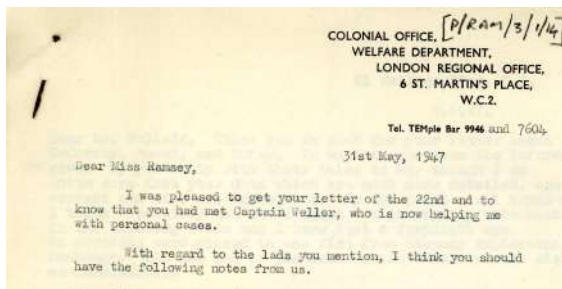 [P/RAM/3/1/14]
COLONIAL OFFICE,
WELFARE DEPARTMENT,
LONDON REGIONAL OFFICE,
6 ST. MARTIN'S PLACE,
W.C.2.
Tel. TEMple Bar 9946 and 7604
31st May, 1947
Dear Miss Ramsey,
I was pleased to get your letter of the 22nd and to
know that you had met Captain Weller, who is now helping me
with personal cases.
With regard to the lads you mention, I think you should
have the following notes from us.